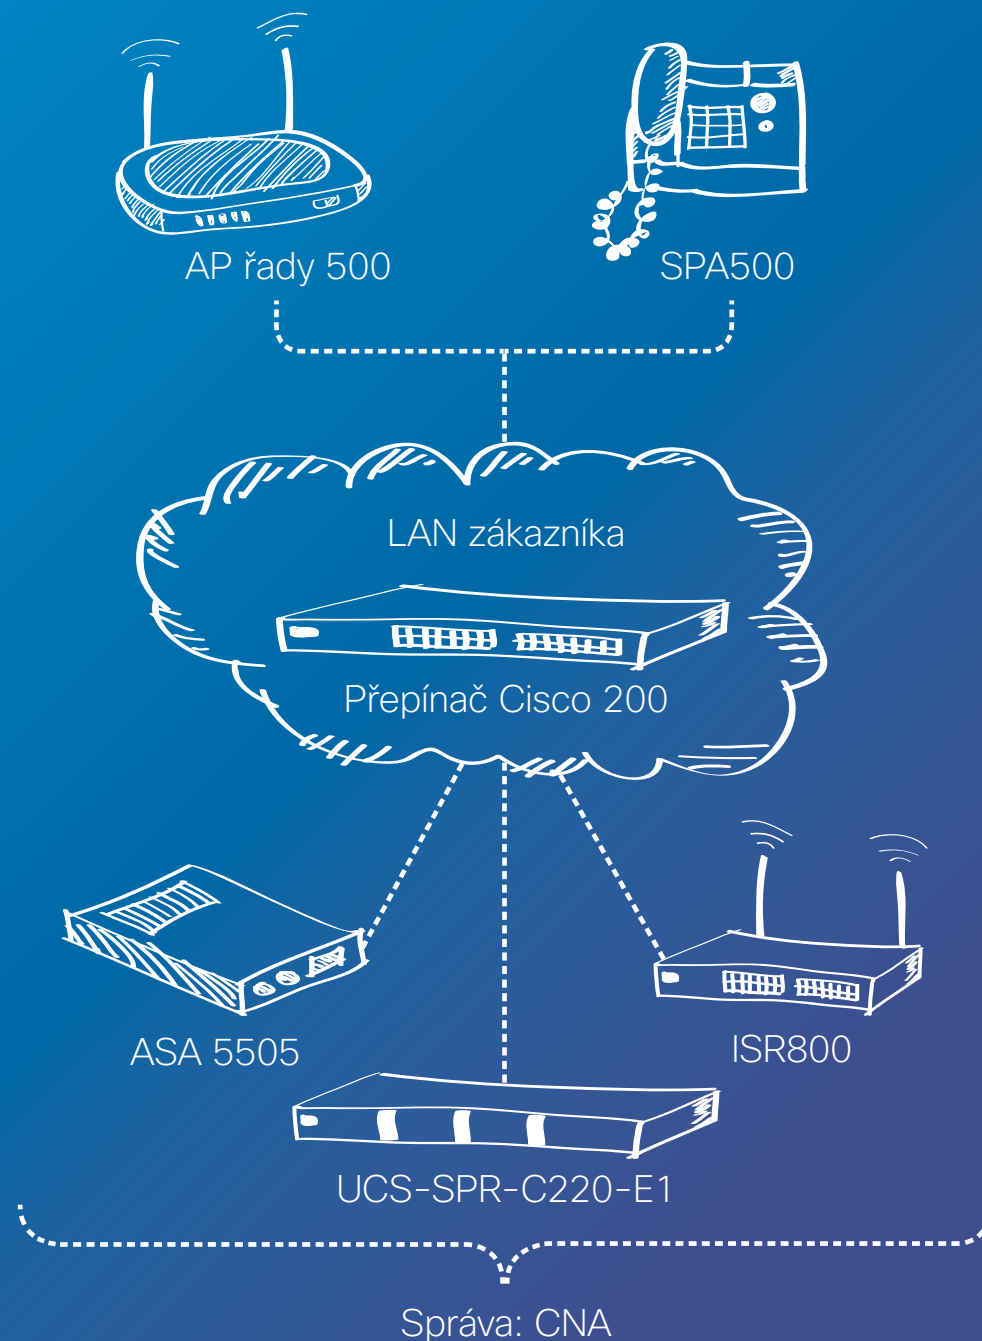 AP řady 500
SPA500
LAN zákazníka
Přepínač Cisco 200
ASA 5505
ISR800
UCS-SPR-C220-E1
Správa: CNA